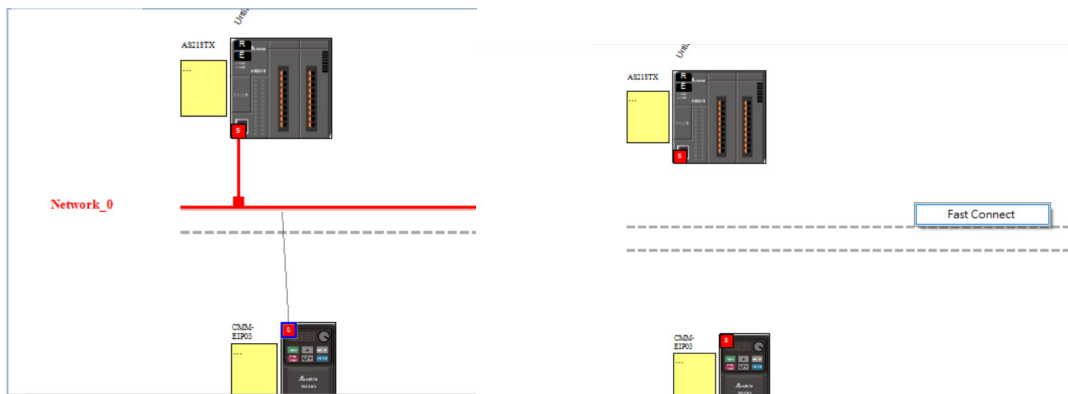 AS218TX
...
R
E
S
Network_0
S
CMM-
EIP03
...
AS218TX
...
R
E
S
Fast Connect
S
CMM-
EIP03
...